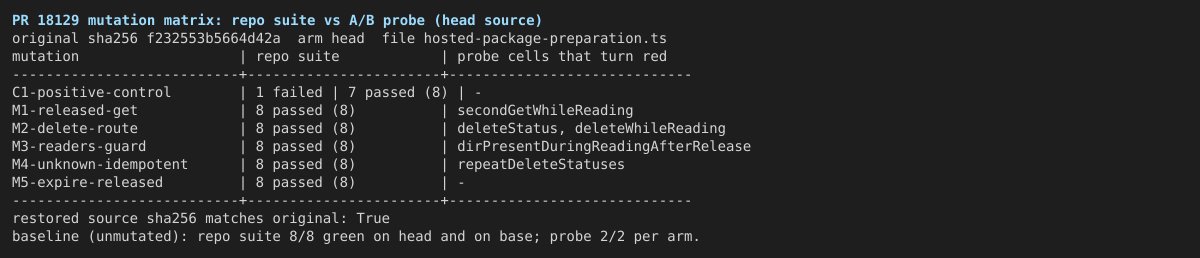 PR 18129 mutation matrix: repo suite vs A/B probe (head source)
original sha256 f232553b5664d42a  arm head  file hosted-package-preparation.ts
mutation                   | repo suite            | probe cells that turn red
---------------------------+-----------------------+----------------------------
C1-positive-control        | 1 failed | 7 passed (8) | -
M1-released-get            | 8 passed (8)          | secondGetWhileReading
M2-delete-route            | 8 passed (8)          | deleteStatus, deleteWhileReading
M3-readers-guard           | 8 passed (8)          | dirPresentDuringReadingAfterRelease
M4-unknown-idempotent      | 8 passed (8)          | repeatDeleteStatuses
M5-expire-released         | 8 passed (8)          | -
---------------------------+-----------------------+----------------------------
restored source sha256 matches original: True
baseline (unmutated): repo suite 8/8 green on head and on base; probe 2/2 per arm.